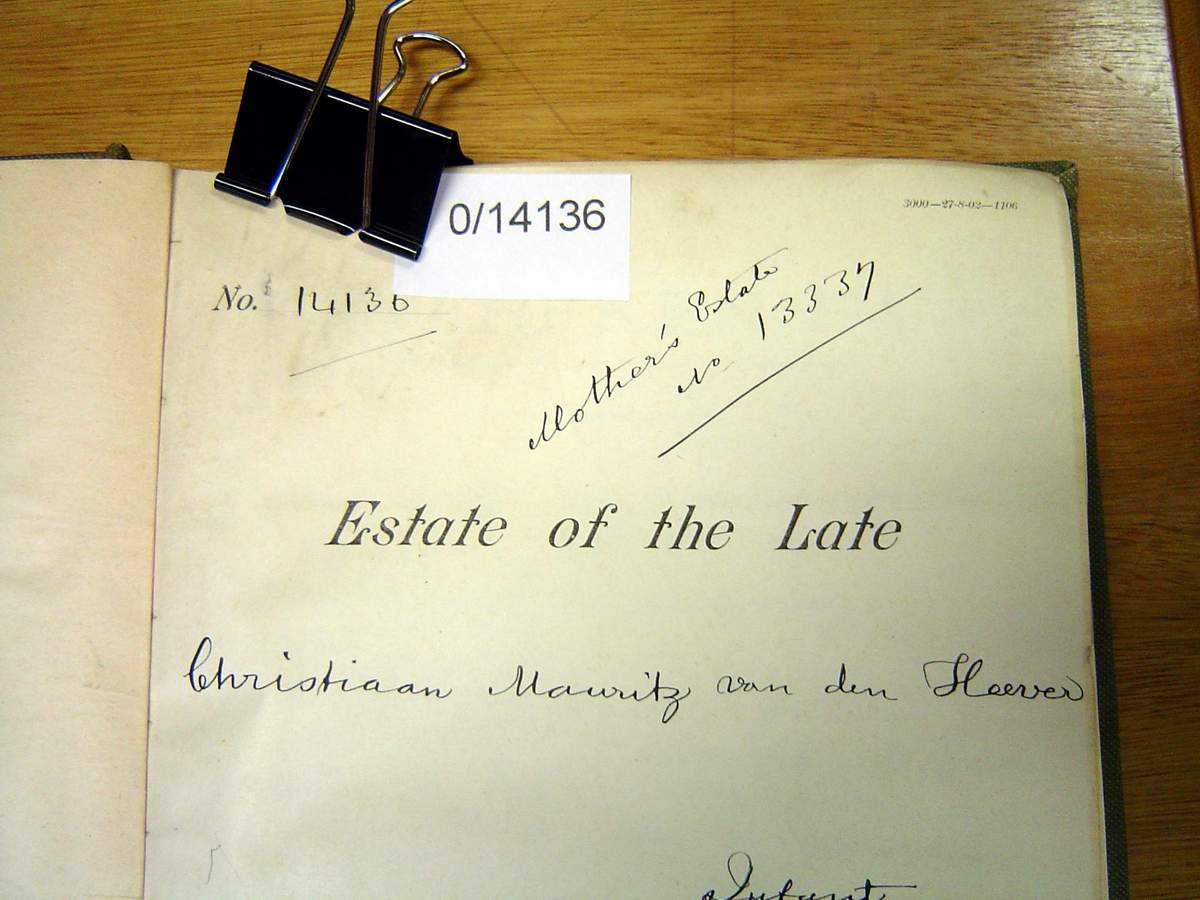 0/14136
3000—27-8-02—1106
No. 14136
Mother's Estate
No 13337
Estate of the Late
Christiaan Mauritz van den Heever
Infant